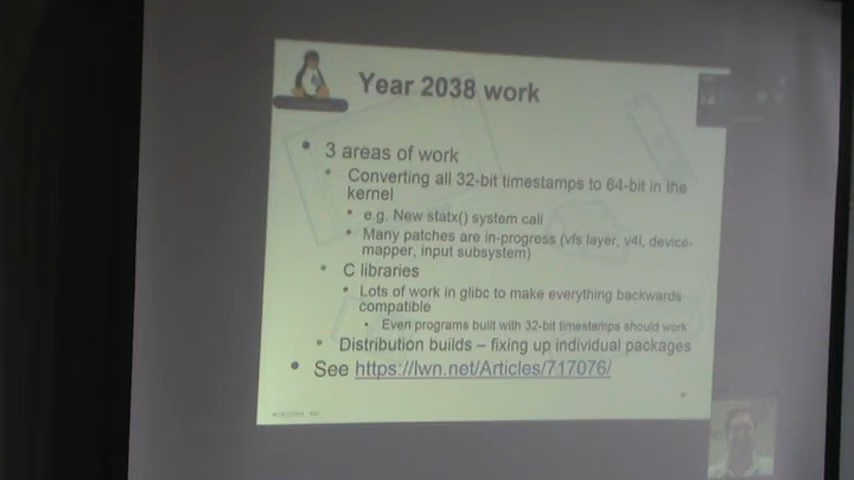 Year 2038 work
• 3 areas of work
• Converting all 32-bit timestamps to 64-bit in the
kernel
• e.g. New statx() system call
• Many patches are in-progress (vfs layer, v4l, device-
mapper, input subsystem)
• C libraries
• Lots of work in glibc to make everything backwards
compatible
• Even programs built with 32-bit timestamps should work
• Distribution builds – fixing up individual packages
• See https://lwn.net/Articles/717076/